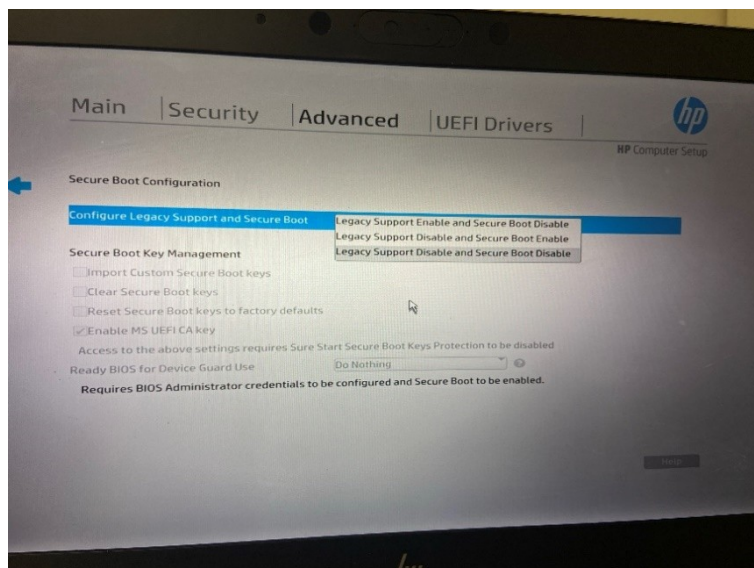 Main Security Advanced UEFI Drivers
hp
HP Computer Setup
Secure Boot Configuration
Configure Legacy Support and Secure Boot
Legacy Support Enable and Secure Boot Disable
Legacy Support Disable and Secure Boot Enable
Legacy Support Disable and Secure Boot Disable
Secure Boot Key Management
Import Custom Secure Boot keys
Clear Secure Boot keys
Reset Secure Boot keys to factory defaults
Enable MS UEFI CA key
Access to the above settings requires Sure Start Secure Boot Keys Protection to be disabled
Ready BIOS for Device Guard Use Do Nothing ?
Requires BIOS Administrator credentials to be configured and Secure Boot to be enabled.
Help
hp